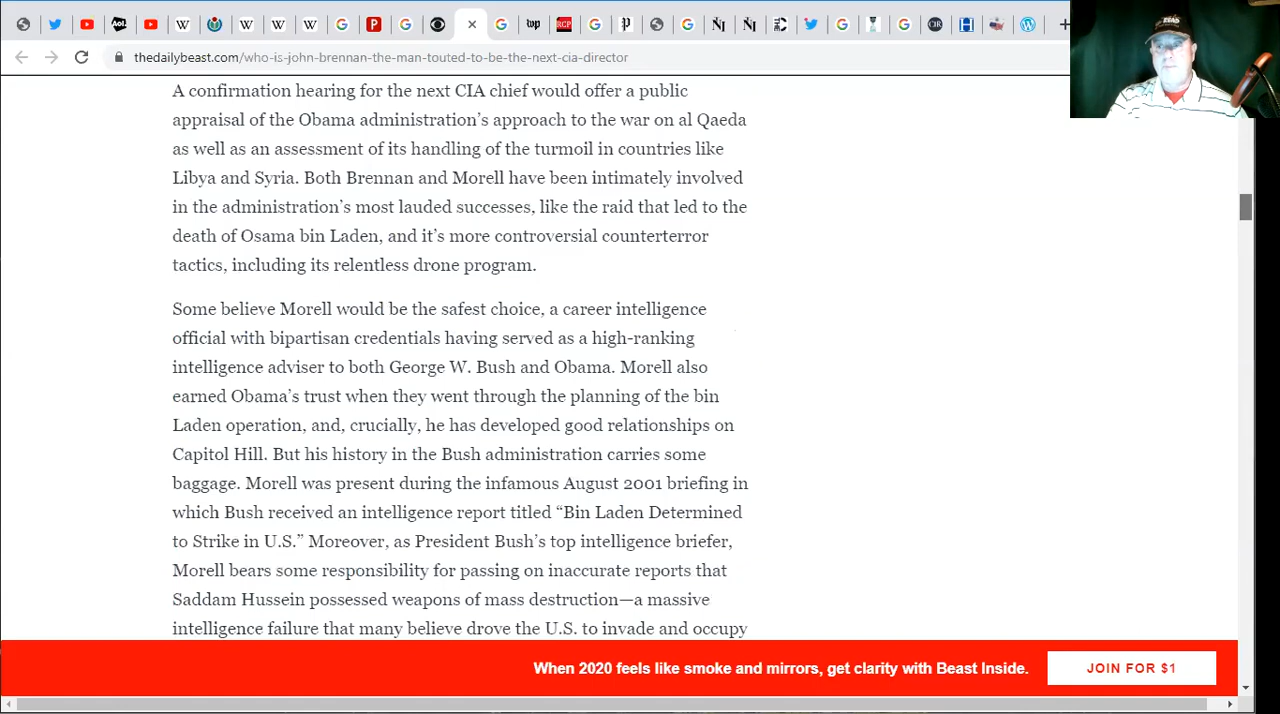 Aol.
W
W
W
W
G
P
G
G
wp
RCP
G
P
G
NJ
NJ
G
G
CIR
H
thedailybeast.com/who-is-john-brennan-the-man-touted-to-be-the-next-cia-director
A confirmation hearing for the next CIA chief would offer a public
appraisal of the Obama administration’s approach to the war on al Qaeda
as well as an assessment of its handling of the turmoil in countries like
Libya and Syria. Both Brennan and Morell have been intimately involved
in the administration’s most lauded successes, like the raid that led to the
death of Osama bin Laden, and it’s more controversial counterterror
tactics, including its relentless drone program.
Some believe Morell would be the safest choice, a career intelligence
official with bipartisan credentials having served as a high-ranking
intelligence adviser to both George W. Bush and Obama. Morell also
earned Obama’s trust when they went through the planning of the bin
Laden operation, and, crucially, he has developed good relationships on
Capitol Hill. But his history in the Bush administration carries some
baggage. Morell was present during the infamous August 2001 briefing in
which Bush received an intelligence report titled “Bin Laden Determined
to Strike in U.S.” Moreover, as President Bush’s top intelligence briefer,
Morell bears some responsibility for passing on inaccurate reports that
Saddam Hussein possessed weapons of mass destruction—a massive
intelligence failure that many believe drove the U.S. to invade and occupy
When 2020 feels like smoke and mirrors, get clarity with Beast Inside.
JOIN FOR $1